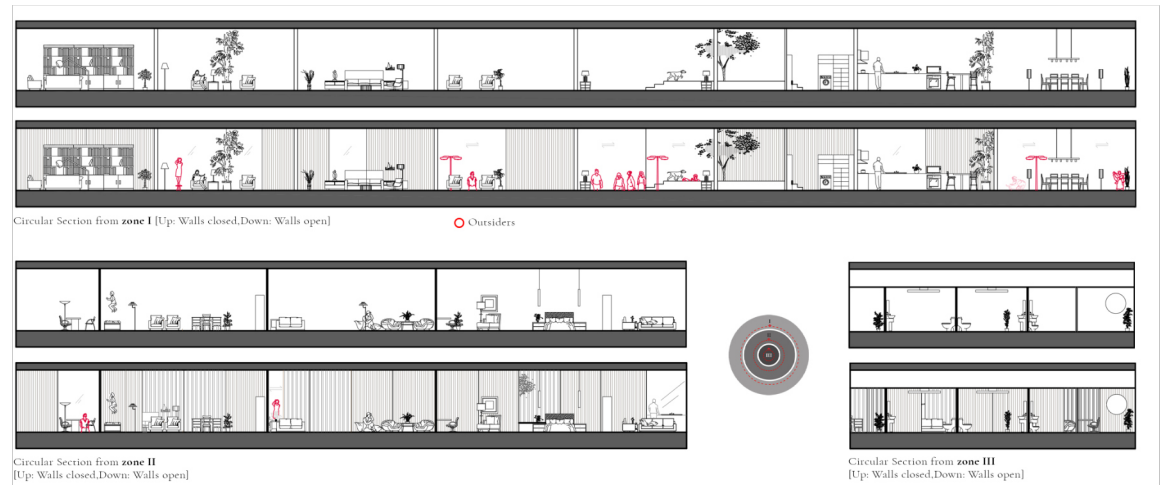 Circular Section from zone I [Up: Walls closed,Down: Walls open]
Outsiders
I
III
Circular Section from zone II
[Up: Walls closed,Down: Walls open]
Circular Section from zone III
[Up: Walls closed,Down: Walls open]